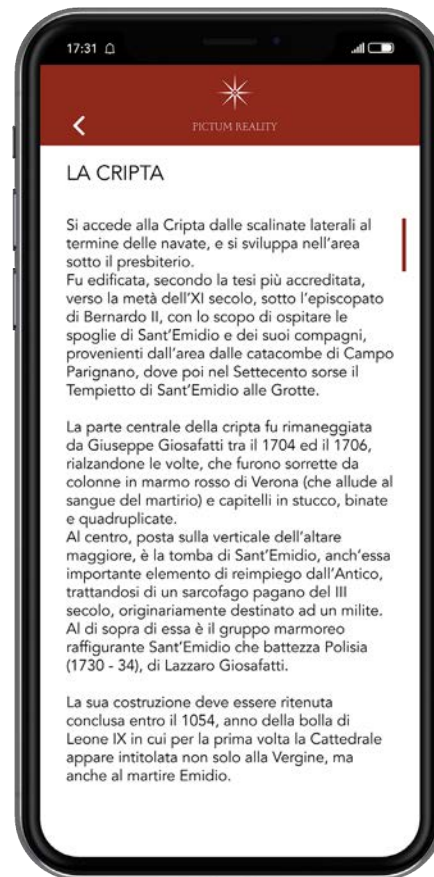 17:31
PICTUM REALITY
LA CRIPTA
Si accede alla Cripta dalle scalinate laterali al
termine delle navate, e si sviluppa nell'area
sotto il presbiterio.
Fu edificata, secondo la tesi più accreditata,
verso la metà dell'XI secolo, sotto l'episcopato
di Bernardo II, con lo scopo di ospitare le
spoglie di Sant'Emidio e dei suoi compagni,
provenienti dall'area dalle catacombe di Campo
Parignano, dove poi nel Settecento sorse il
Tempietto di Sant'Emidio alle Grotte.
La parte centrale della cripta fu rimaneggiata
da Giuseppe Giosafatti tra il 1704 ed il 1706,
rialzandone le volte, che furono sorrette da
colonne in marmo rosso di Verona (che allude al
sangue del martirio) e capitelli in stucco, binate
e quadruplicate.
Al centro, posta sulla verticale dell'altare
maggiore, è la tomba di Sant'Emidio, anch'essa
importante elemento di reimpiego dall'Antico,
trattandosi di un sarcofago pagano del III
secolo, originariamente destinato ad un milite.
Al di sopra di essa è il gruppo marmoreo
raffigurante Sant'Emidio che battezza Polisia
(1730 - 34), di Lazzaro Giosafatti.
La sua costruzione deve essere ritenuta
conclusa entro il 1054, anno della bolla di
Leone IX in cui per la prima volta la Cattedrale
appare intitolata non solo alla Vergine, ma
anche al martire Emidio.